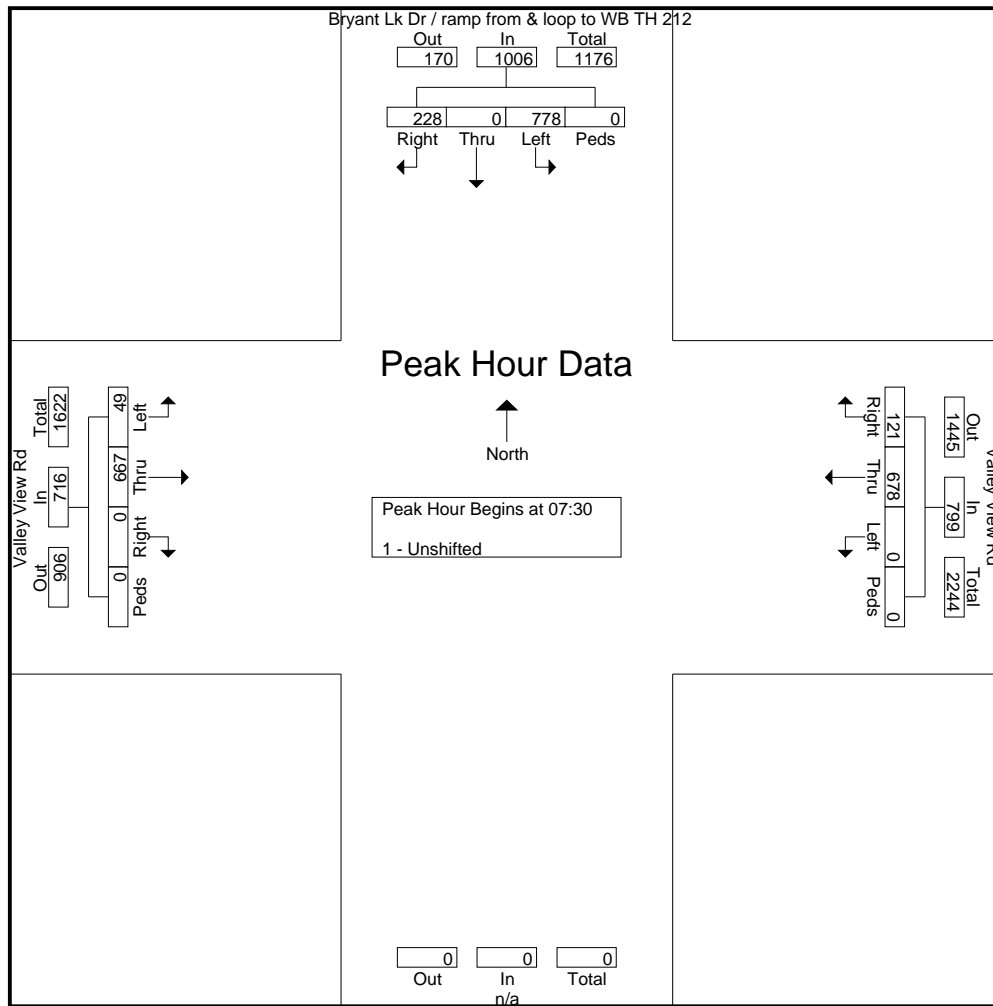 Bryant Lk Dr / ramp from & loop to WB TH 212
Out In Total
170 1006 1176
228 0 778 0
Right Thru Left Peds
Peak Hour Data
North
Peak Hour Begins at 07:30
1 - Unshifted
Valley View Rd
Out In Total
906 716 1622
49 667 0 0
Left Thru Right Peds
Valley View Rd
Out In Total
1445 799 2244
121 678 0 0
Right Thru Left Peds
0 0 0
Out In Total
n/a